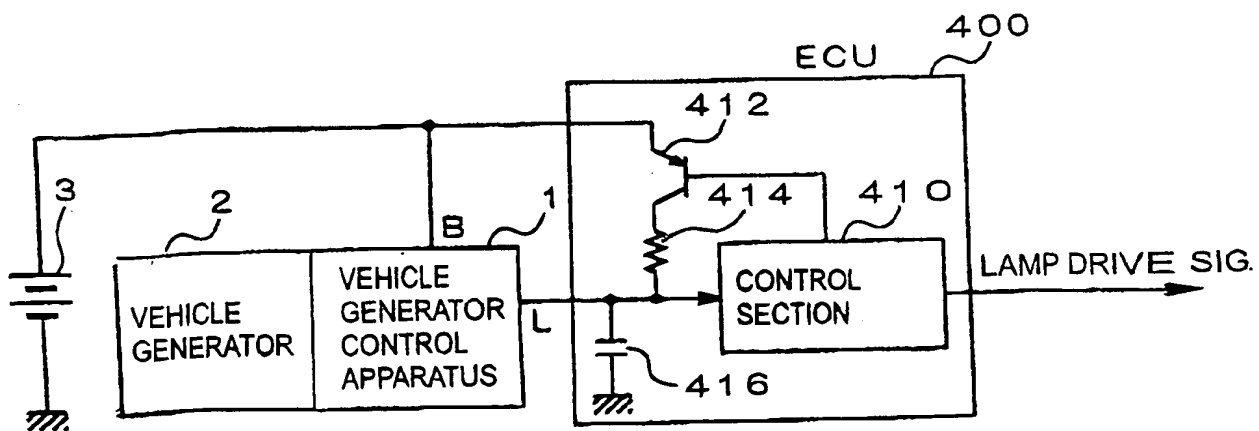 400
ECU
412
3
2
1
414
410
B
VEHICLE
GENERATOR
VEHICLE
GENERATOR
CONTROL
APPARATUS
L
CONTROL
SECTION
LAMP DRIVE SIG.
416